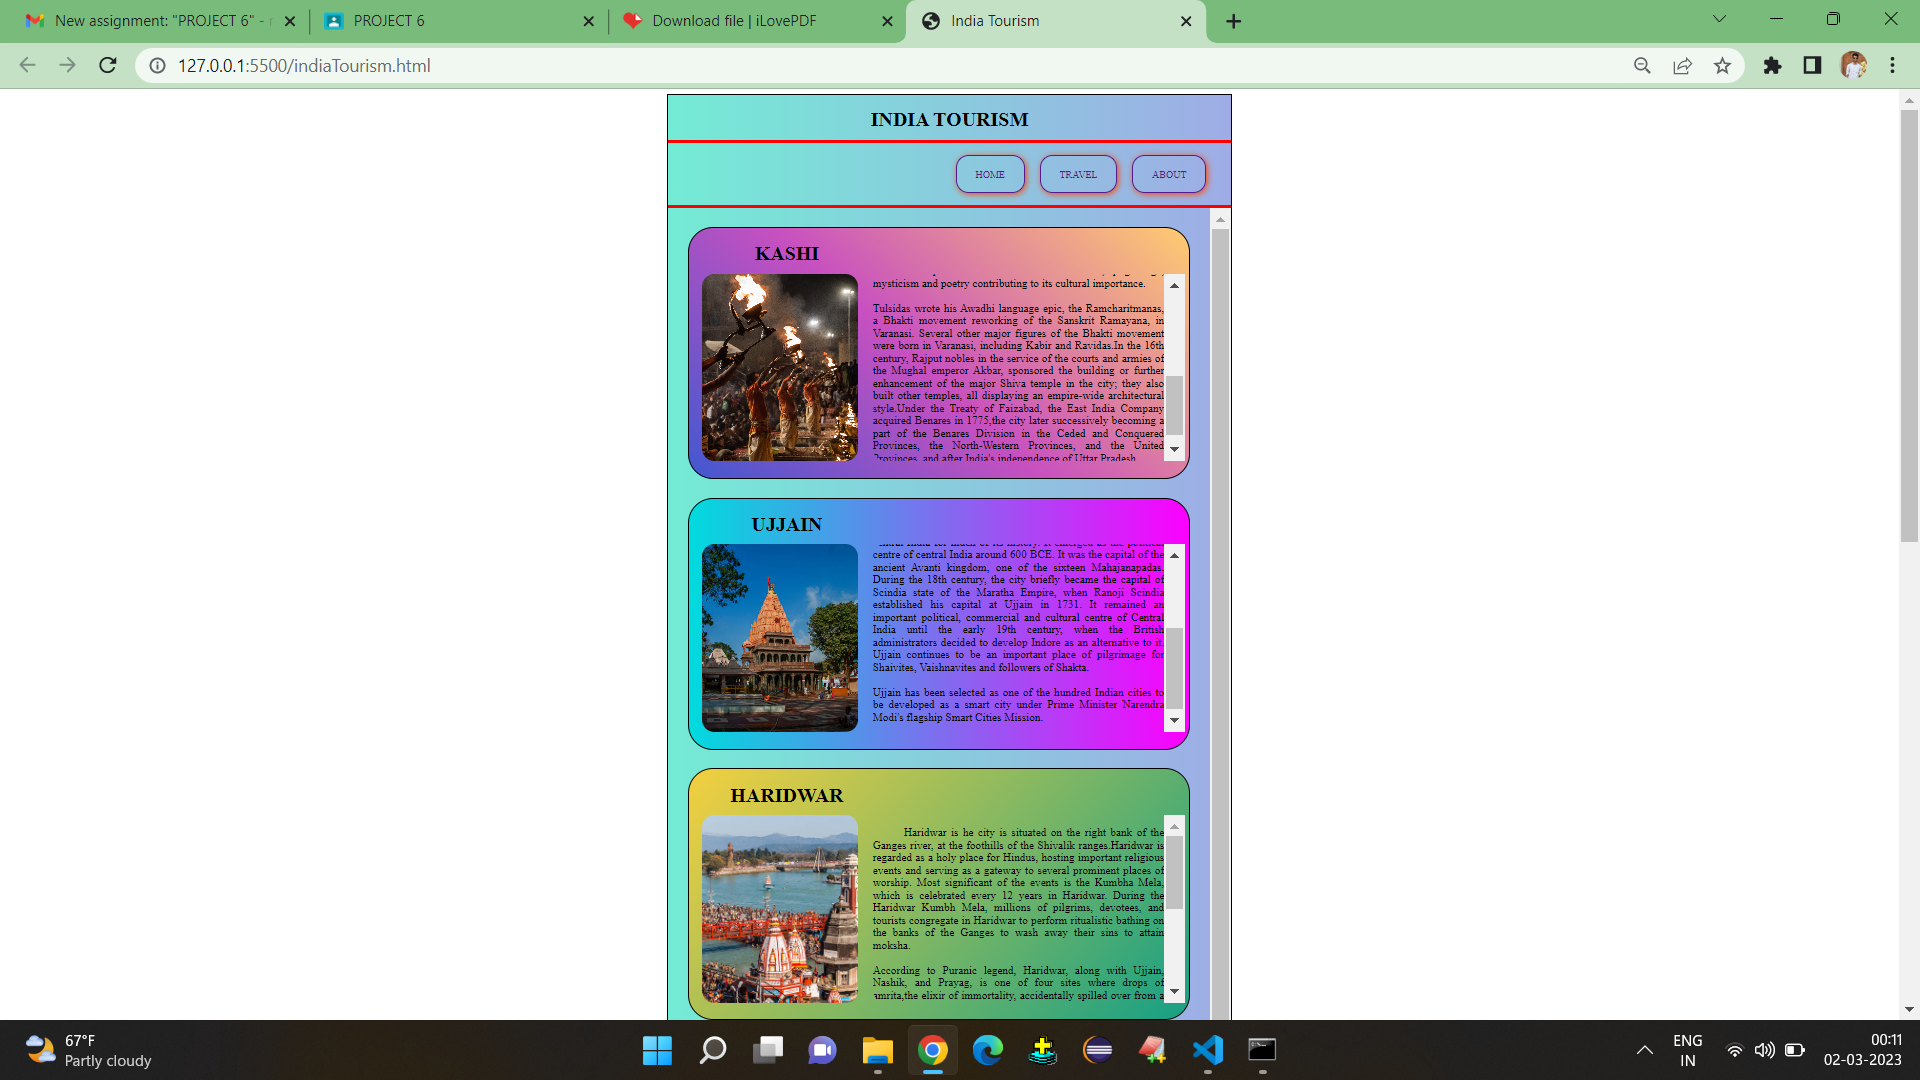 New assignment: "PROJECT 6" -
PROJECT 6
Download file | iLovePDF
India Tourism
127.0.0.1:5500/indiaTourism.html
INDIA TOURISM
HOME
TRAVEL
ABOUT
KASHI
mysticism and poetry contributing to its cultural importance.
Tulsidas wrote his Awadhi language epic, the Ramcharitmanas,
a Bhakti movement reworking of the Sanskrit Ramayana, in
Varanasi. Several other major figures of the Bhakti movement
were born in Varanasi, including Kabir and Ravidas.In the 16th
century, Rajput nobles in the service of the courts and armies of
the Mughal emperor Akbar, sponsored the building or further
enhancement of the major Shiva temple in the city; they also
built other temples, all displaying an empire-wide architectural
style.Under the Treaty of Faizabad, the East India Company
acquired Benares in 1775,the city later successively becoming a
part of the Benares Division in the Ceded and Conquered
Provinces, the North-Western Provinces, and the United
Provinces, and after India's independence of Uttar Pradesh.
UJJAIN
central India for much of its history. It emerged as the political
centre of central India around 600 BCE. It was the capital of the
ancient Avanti kingdom, one of the sixteen Mahajanapadas.
During the 18th century, the city briefly became the capital of
Scindia state of the Maratha Empire, when Ranoji Scindia
established his capital at Ujjain in 1731. It remained an
important political, commercial and cultural centre of Central
India until the early 19th century, when the British
administrators decided to develop Indore as an alternative to it.
Ujjain continues to be an important place of pilgrimage for
Shaivites, Vaishnavites and followers of Shakta.
Ujjain has been selected as one of the hundred Indian cities to
be developed as a smart city under Prime Minister Narendra
Modi's flagship Smart Cities Mission.
HARIDWAR
Haridwar is he city is situated on the right bank of the
Ganges river, at the foothills of the Shivalik ranges.Haridwar is
regarded as a holy place for Hindus, hosting important religious
events and serving as a gateway to several prominent places of
worship. Most significant of the events is the Kumbha Mela,
which is celebrated every 12 years in Haridwar. During the
Haridwar Kumbh Mela, millions of pilgrims, devotees, and
tourists congregate in Haridwar to perform ritualistic bathing on
the banks of the Ganges to wash away their sins to attain
moksha.
According to Puranic legend, Haridwar, along with Ujjain,
Nashik, and Prayag, is one of four sites where drops of
amrita,the elixir of immortality, accidentally spilled over from a
67°F
Partly cloudy
ENG
IN
00:11
02-03-2023